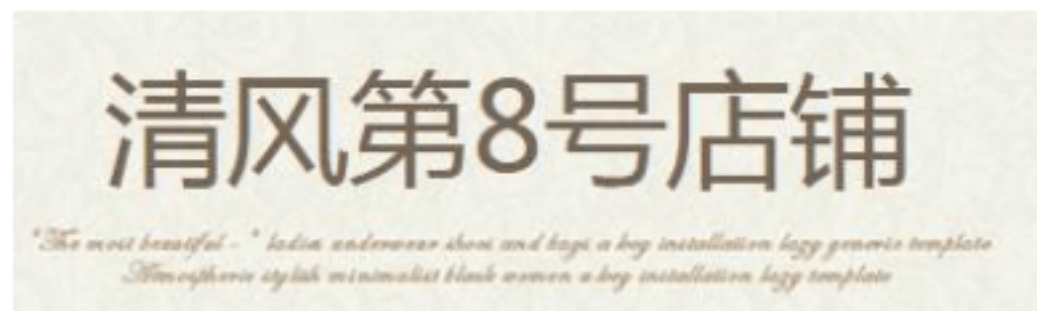 清风第8号店铺
"The most beautiful - " ladies underwear shoes and bags a key installation lazy generic template
Atmospheric stylish minimalist black women a key installation lazy template